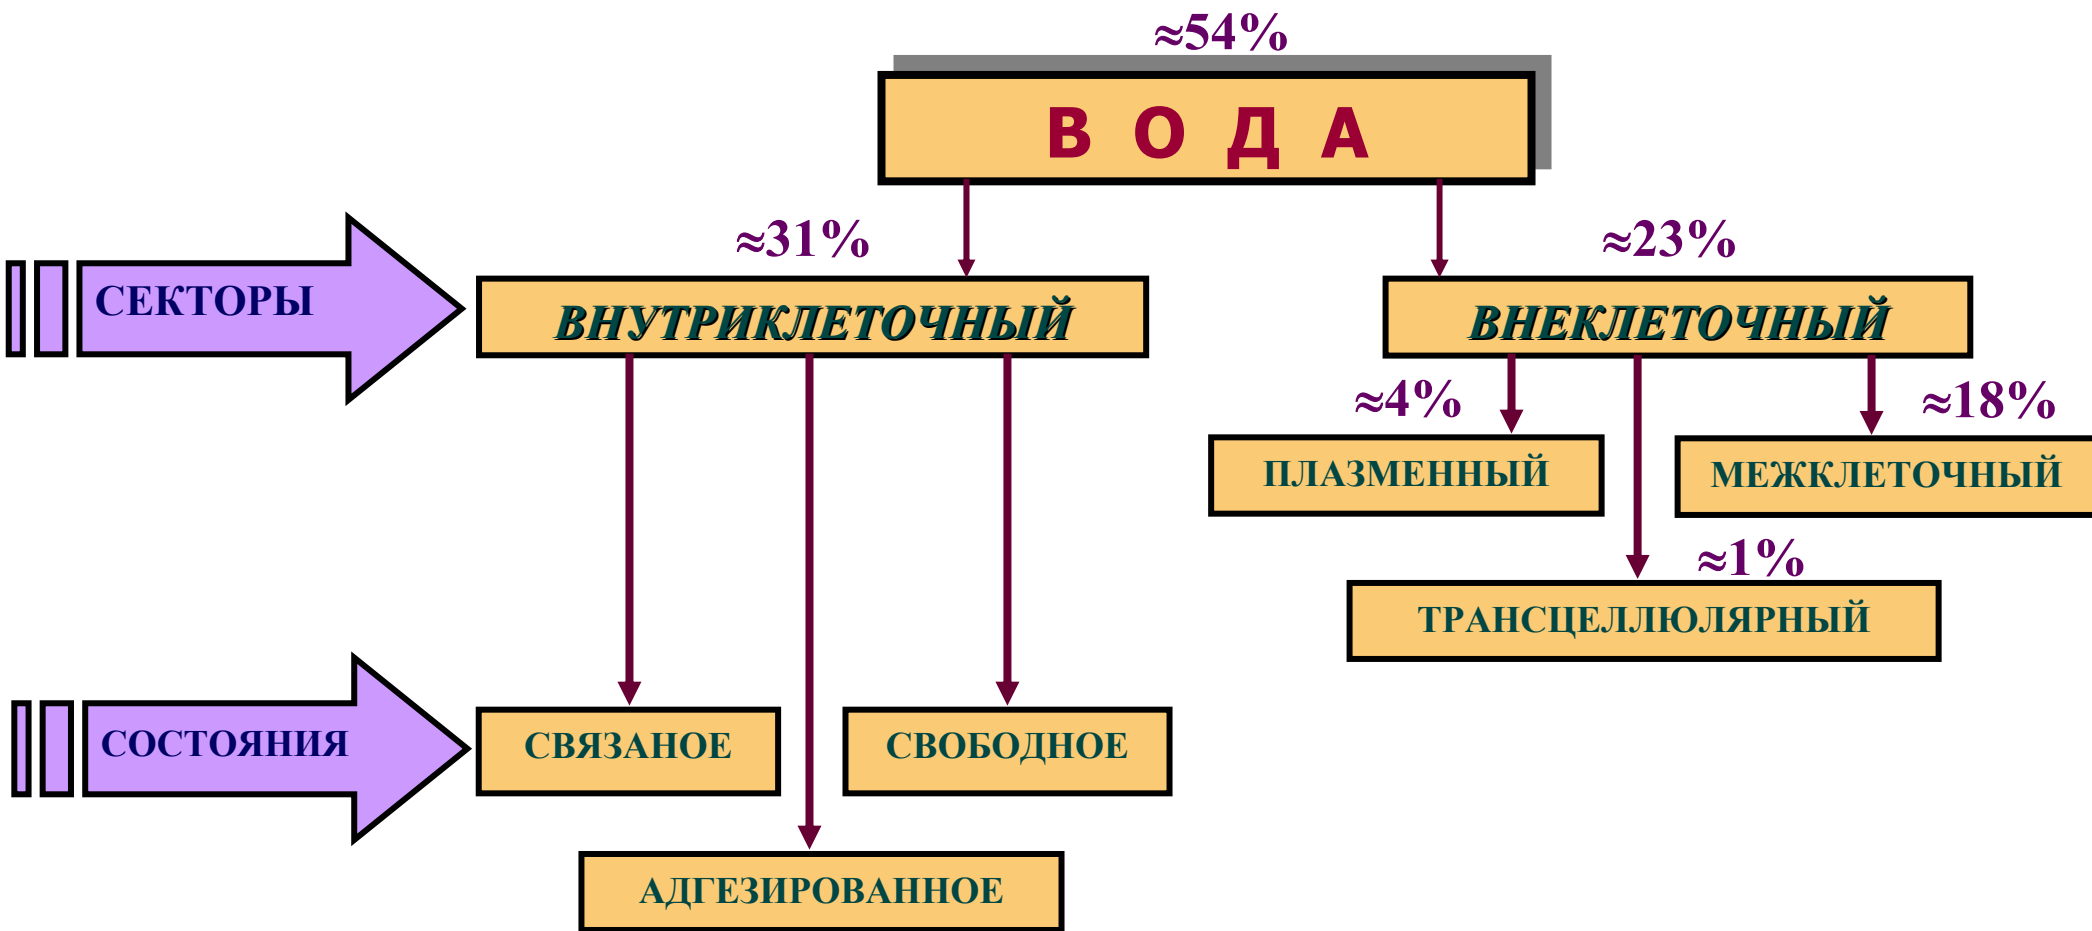 ≈54%
В О Д А
≈31%
≈23%
СЕКТОРЫ
ВНУТРИКЛЕТОЧНЫЙ
ВНЕКЛЕТОЧНЫЙ
≈4%
≈18%
ПЛАЗМЕННЫЙ
МЕЖКЛЕТОЧНЫЙ
≈1%
ТРАНСЦЕЛЛЮЛЯРНЫЙ
СОСТОЯНИЯ
СВЯЗАНОЕ
СВОБОДНОЕ
АДГЕЗИРОВАННОЕ